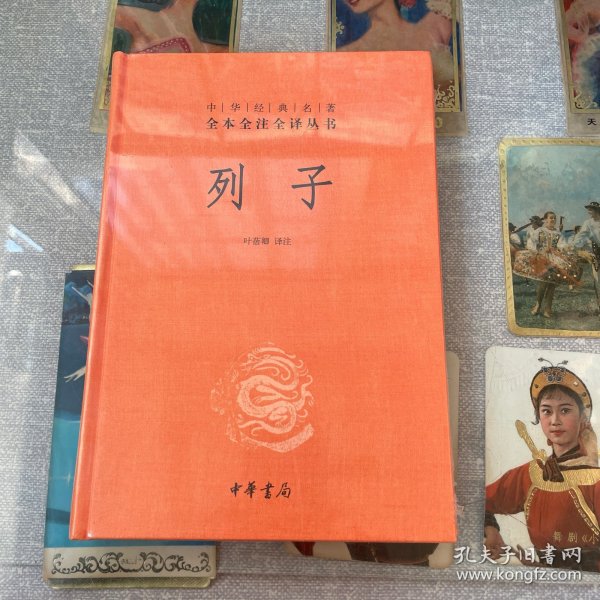 中华经典名著
全本全注全译丛书
列子
叶蓓卿 译注
中華書局
天
舞剧《小
孔夫子旧书网
www.kongfz.com